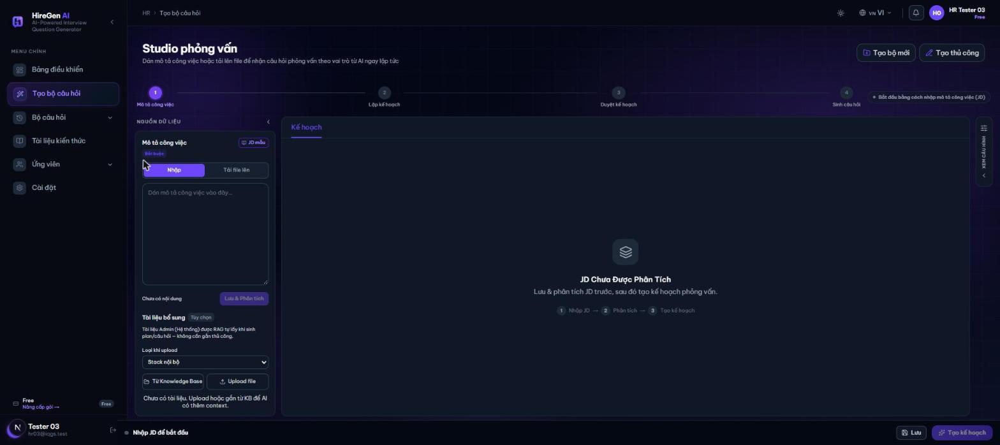 HireGen AI
AI-Powered Interview
Question Generator
MENU CHÍNH
Bảng điều khiển
Tạo bộ câu hỏi
Bộ câu hỏi
Tài liệu kiến thức
Ứng viên
Cài đặt
Free
Nâng cấp gói →
Free
N
Tester 03
hr03@iqgs.test
HR › Tạo bộ câu hỏi
VN VI
HO
HR Tester 03
Free
Studio phỏng vấn
Dán mô tả công việc hoặc tải lên file để nhận câu hỏi phỏng vấn theo vai trò từ AI ngay lập tức
Tạo bộ mới
Tạo thủ công
1
Mô tả công việc
2
Lập kế hoạch
3
Duyệt kế hoạch
4
Sinh câu hỏi
Bắt đầu bằng cách nhập mô tả công việc (JD)
NGUỒN DỮ LIỆU
Mô tả công việc
JD mẫu
Bắt buộc
Nhập
Tải file lên
Dán mô tả công việc vào đây...
Chưa có nội dung
Lưu & Phân tích
Tài liệu bổ sung
Tùy chọn
Tài liệu Admin (Hệ thống) được RAG tự lấy khi sinh
plan/câu hỏi — không cần gắn thủ công.
Loại khi upload
Stack nội bộ
Từ Knowledge Base
Upload file
Chưa có tài liệu. Upload hoặc gắn từ KB để AI
có thêm context.
Kế hoạch
JD Chưa Được Phân Tích
Lưu & phân tích JD trước, sau đó tạo kế hoạch phỏng vấn.
1 Nhập JD → 2 Phân tích → 3 Tạo kế hoạch
XEM CẤU HÌNH
Nhập JD để bắt đầu
Lưu
Tạo kế hoạch